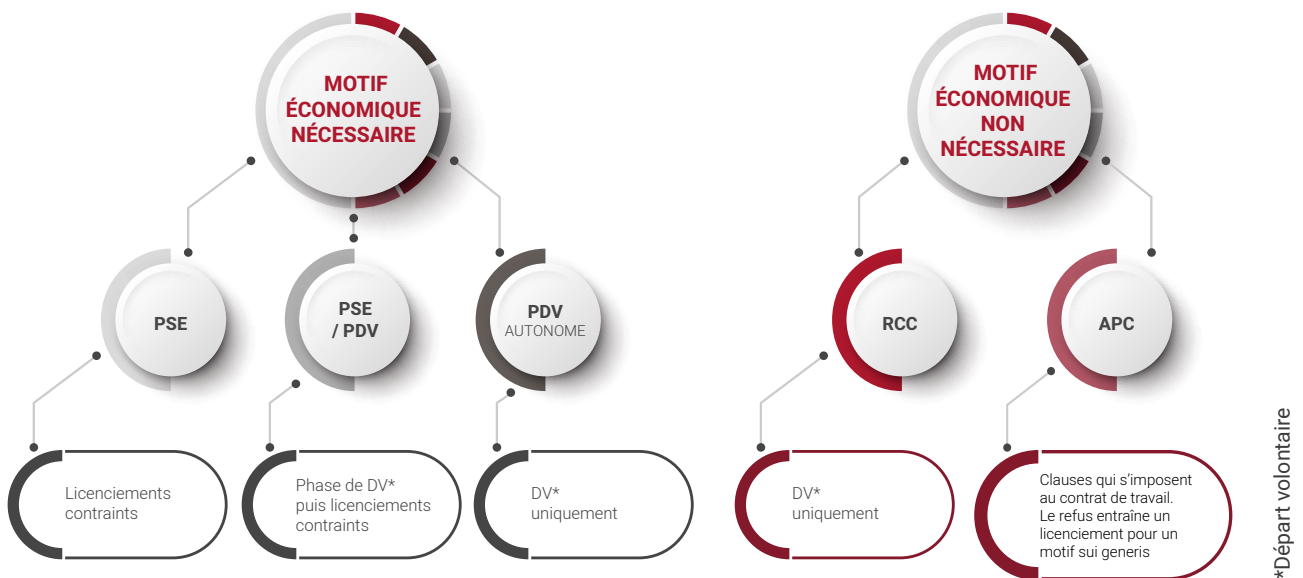 MOTIF
ÉCONOMIQUE
NÉCESSAIRE
MOTIF
ÉCONOMIQUE
NON
NÉCESSAIRE
PSE
PSE
/ PDV
PDV
AUTONOME
RCC
APC
Licenciements
contraints
Phase de DV*
puis licenciements
contraints
DV*
uniquement
DV*
uniquement
Clauses qui s’imposent
au contrat de travail.
Le refus entraîne un
licenciement pour un
motif sui generis
*Départ volontaire